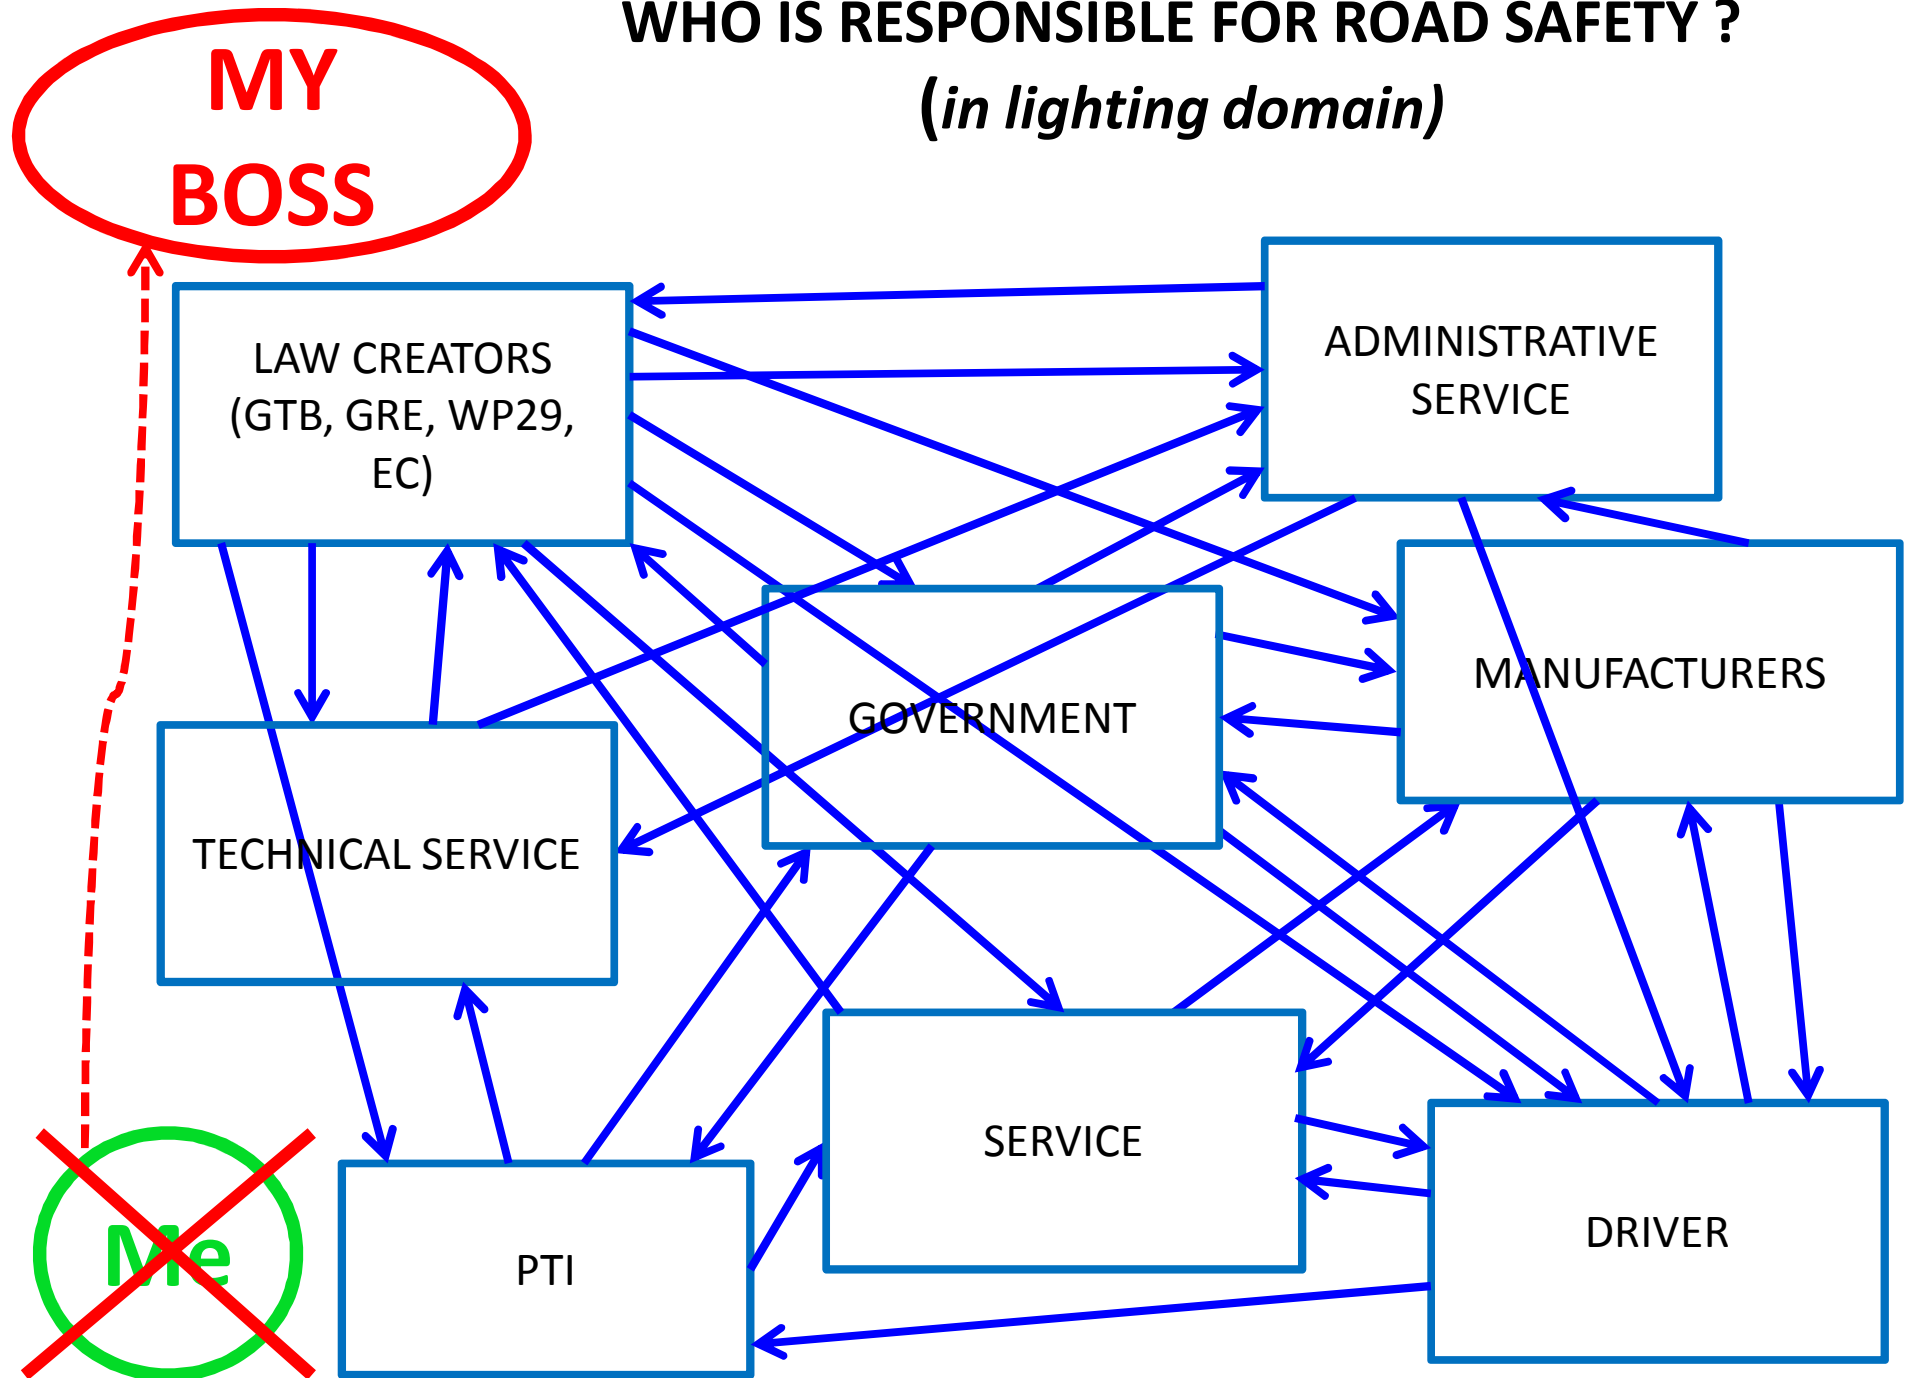 WHO IS RESPONSIBLE FOR ROAD SAFETY ?
(in lighting domain)
MY
BOSS
LAW CREATORS
(GTB, GRE, WP29,
EC)
ADMINISTRATIVE
SERVICE
MANUFACTURERS
GOVERNMENT
TECHNICAL SERVICE
SERVICE
DRIVER
Me
PTI